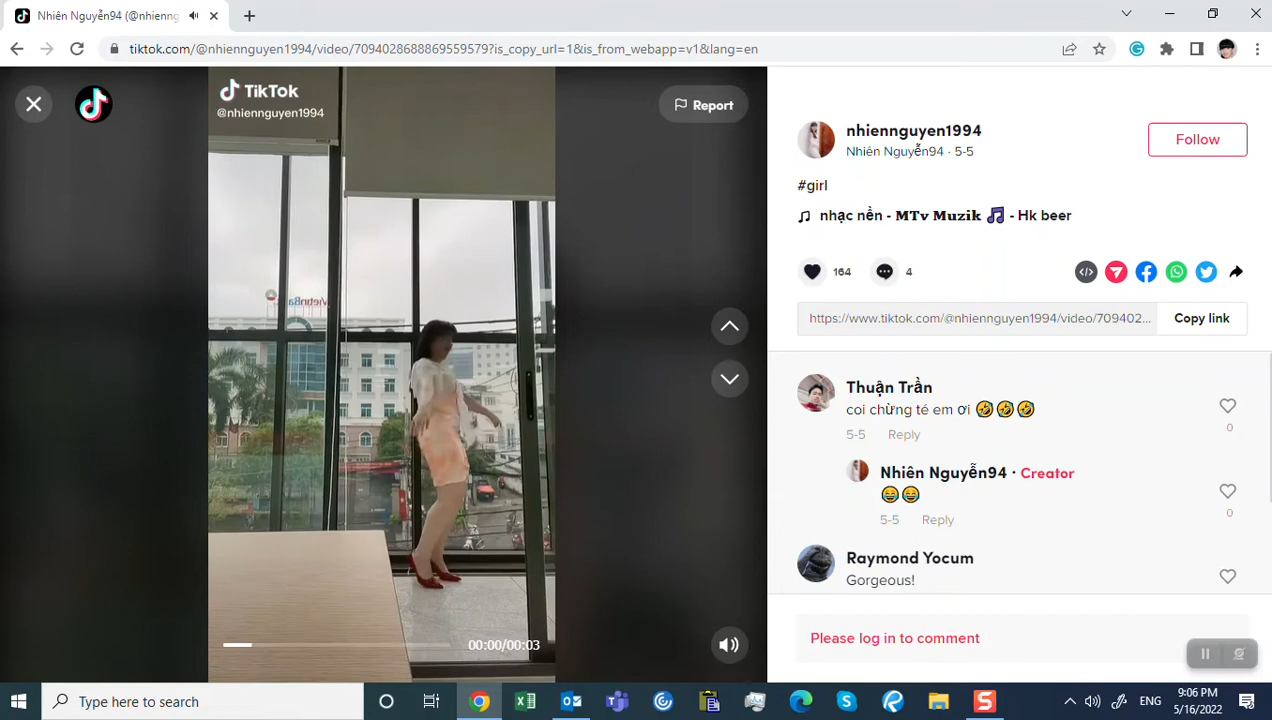 Nhiên Nguyễn94 (@nhienng
tiktok.com/@nhiennguyen1994/video/7094028688869559579?is_copy_url=1&is_from_webapp=v1&lang=en
TikTok
@nhiennguyen1994
Report
00:00/00:03
nhiennguyen1994
Nhiên Nguyễn94 · 5-5
Follow
#girl
nhạc nền - 𝐌𝐓𝐯 𝐌𝐮𝐳𝐢𝐤 🎵 - Hk beer
164
4
https://www.tiktok.com/@nhiennguyen1994/video/709402...
Copy link
Thuận Trần
coi chừng té em ơi 🤣🤣🤣
0
5-5 Reply
Nhiên Nguyễn94 · Creator
😂😂
0
5-5 Reply
Raymond Yocum
Gorgeous!
Please log in to comment
Type here to search
ENG
9:06 PM
5/16/2022